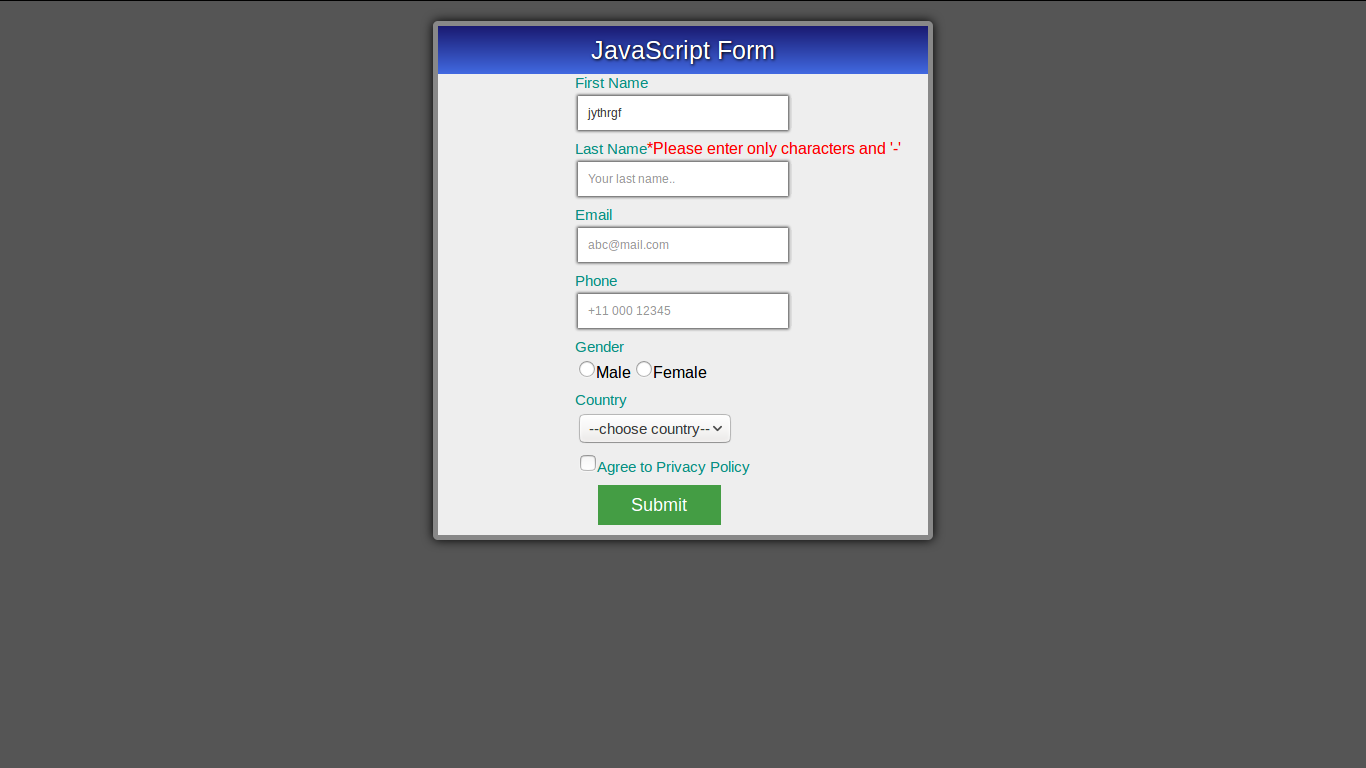 JavaScript Form
First Name
jythrgf
Last Name*Please enter only characters and '-'
Your last name..
Email
abc@mail.com
Phone
+11 000 12345
Gender
Male Female
Country
--choose country--
Agree to Privacy Policy
Submit